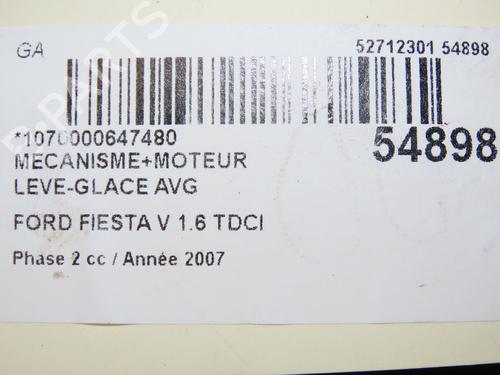 GA
52712301 54898
*1070000647480
54898
MECANISME+MOTEUR
LEVE-GLACE AVG
FORD FIESTA V 1.6 TDCI
Phase 2 cc / Année 2007